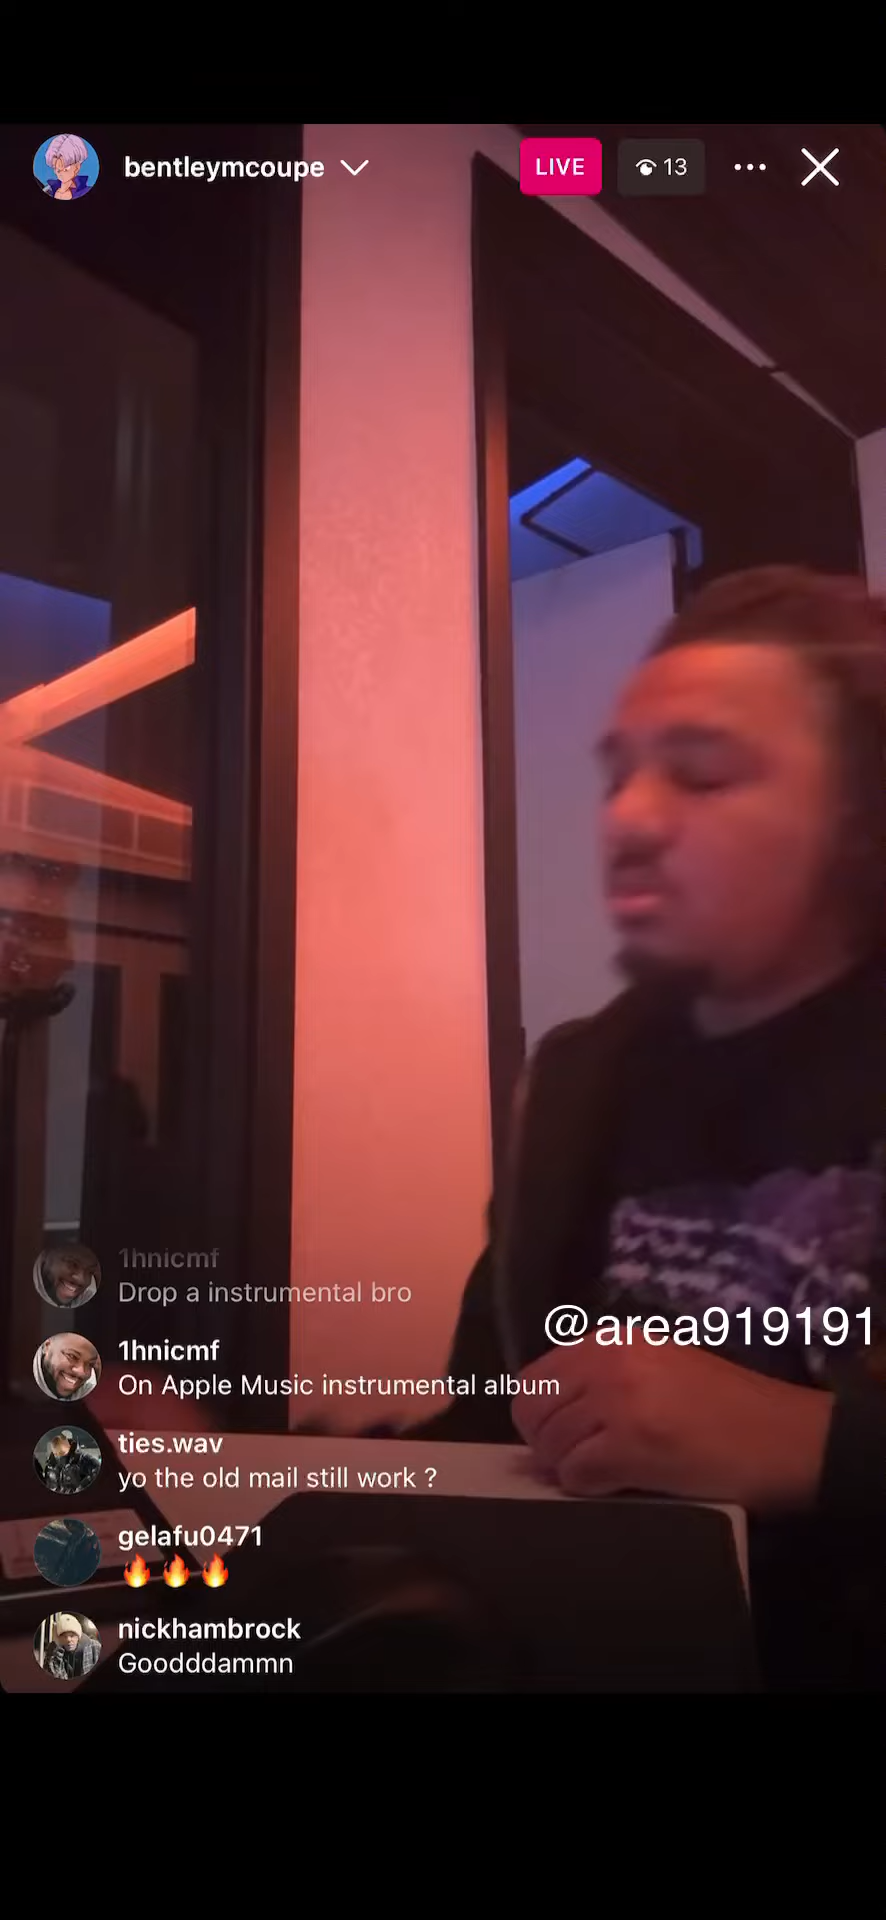 bentleymcoupe
LIVE
13
1hnicmf
Drop a instrumental bro
@area919191
1hnicmf
On Apple Music instrumental album
ties.wav
yo the old mail still work ?
gelafu0471
🔥🔥🔥
nickhambrock
Goodddammn